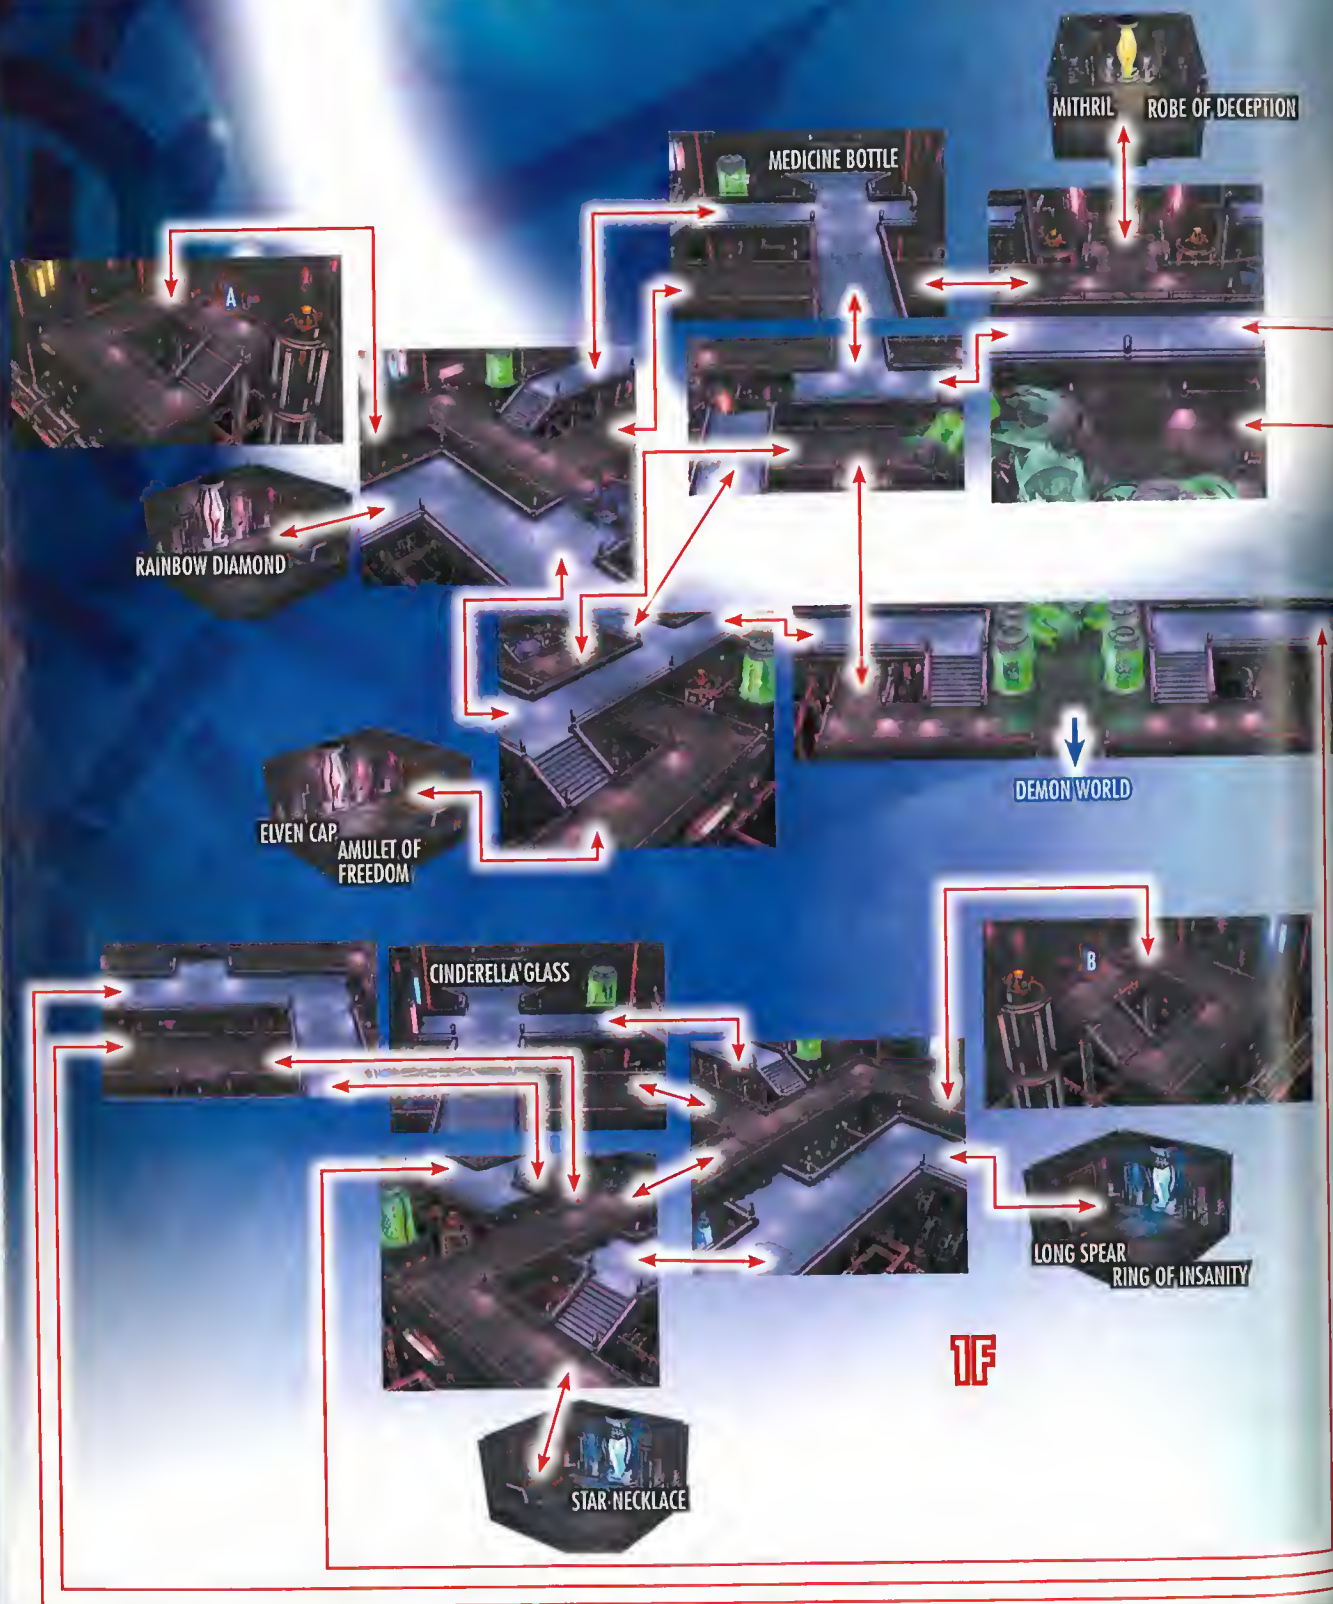 MITHRIL
ROBE OF DECEPTION
MEDICINE BOTTLE
A
RAINBOW DIAMOND
DEMON WORLD
ELVEN CAP
AMULET OF
FREEDOM
B
CINDERELLA'GLASS
LONG SPEAR
RING OF INSANITY
1F
STAR NECKLACE